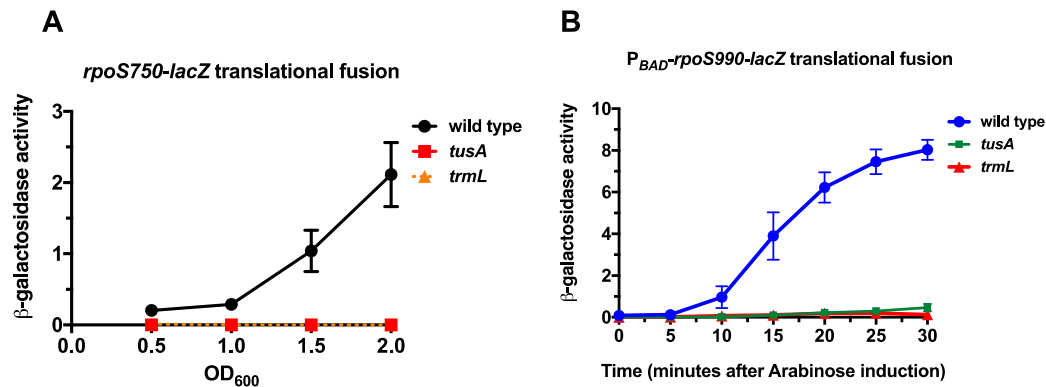 A
rpoS750-lacZ translational fusion
β-galactosidase activity
3
2
1
0
0.0 0.5 1.0 1.5 2.0
OD600
wild type
tusA
trmL
B
PBAD-rpoS990-lacZ translational fusion
β-galactosidase activity
10
8
6
4
2
0
0 5 10 15 20 25 30
Time (minutes after Arabinose induction)
wild type
tusA
trmL